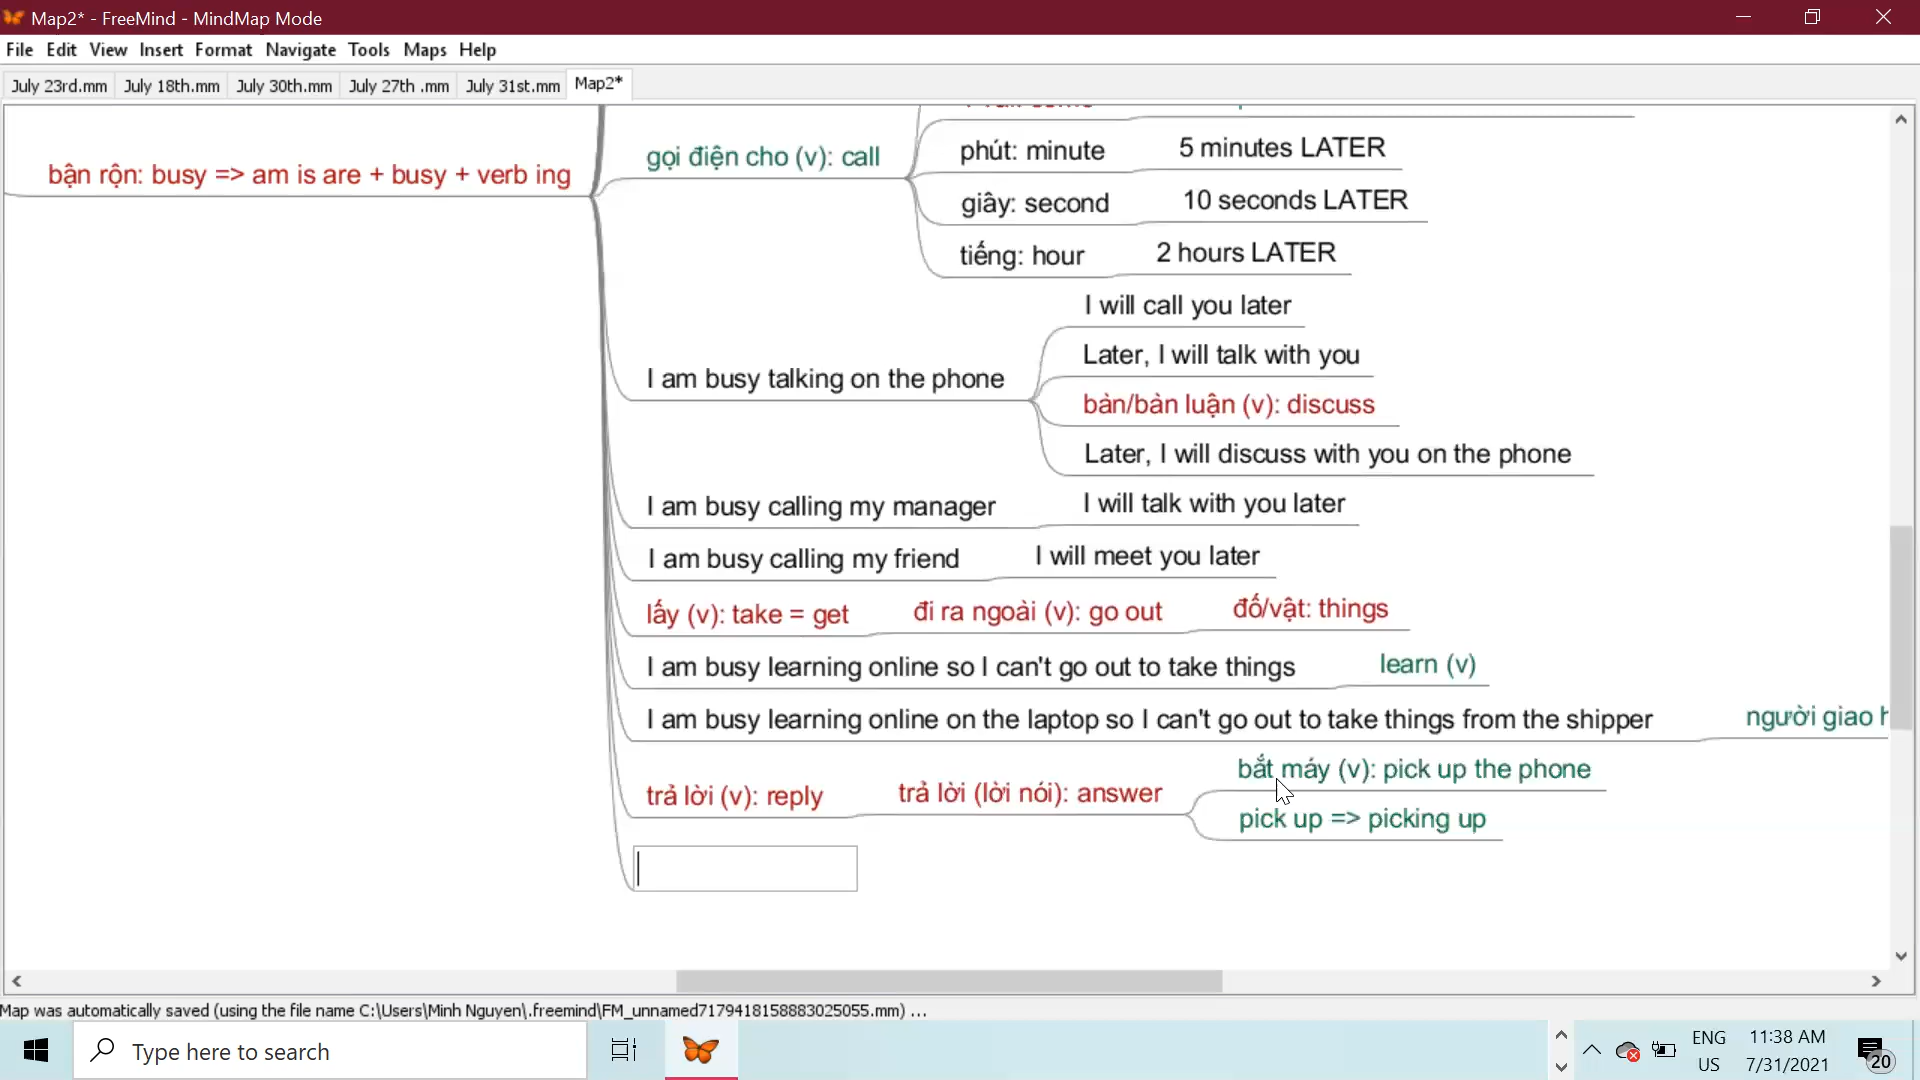 Map2* - FreeMind - MindMap Mode
File Edit View Insert Format Navigate Tools Maps Help
July 23rd.mm July 18th.mm July 30th.mm July 27th .mm July 31st.mm Map2*
bận rộn: busy => am is are + busy + verb ing
gọi điện cho (v): call
phút: minute 5 minutes LATER
giây: second 10 seconds LATER
tiếng: hour 2 hours LATER
I am busy talking on the phone
I will call you later
Later, I will talk with you
bàn/bàn luận (v): discuss
Later, I will discuss with you on the phone
I am busy calling my manager I will talk with you later
I am busy calling my friend I will meet you later
lấy (v): take = get đi ra ngoài (v): go out đố/vật: things
I am busy learning online so I can't go out to take things learn (v)
I am busy learning online on the laptop so I can't go out to take things from the shipper người giao
trả lời (v): reply trả lời (lời nói): answer
bắt máy (v): pick up the phone
pick up => picking up
Map was automatically saved (using the file name C:\Users\Minh Nguyen\.freemind\FM_unnamed7179418158883025055.mm) ...
Type here to search
ENG
US
11:38 AM
7/31/2021
20